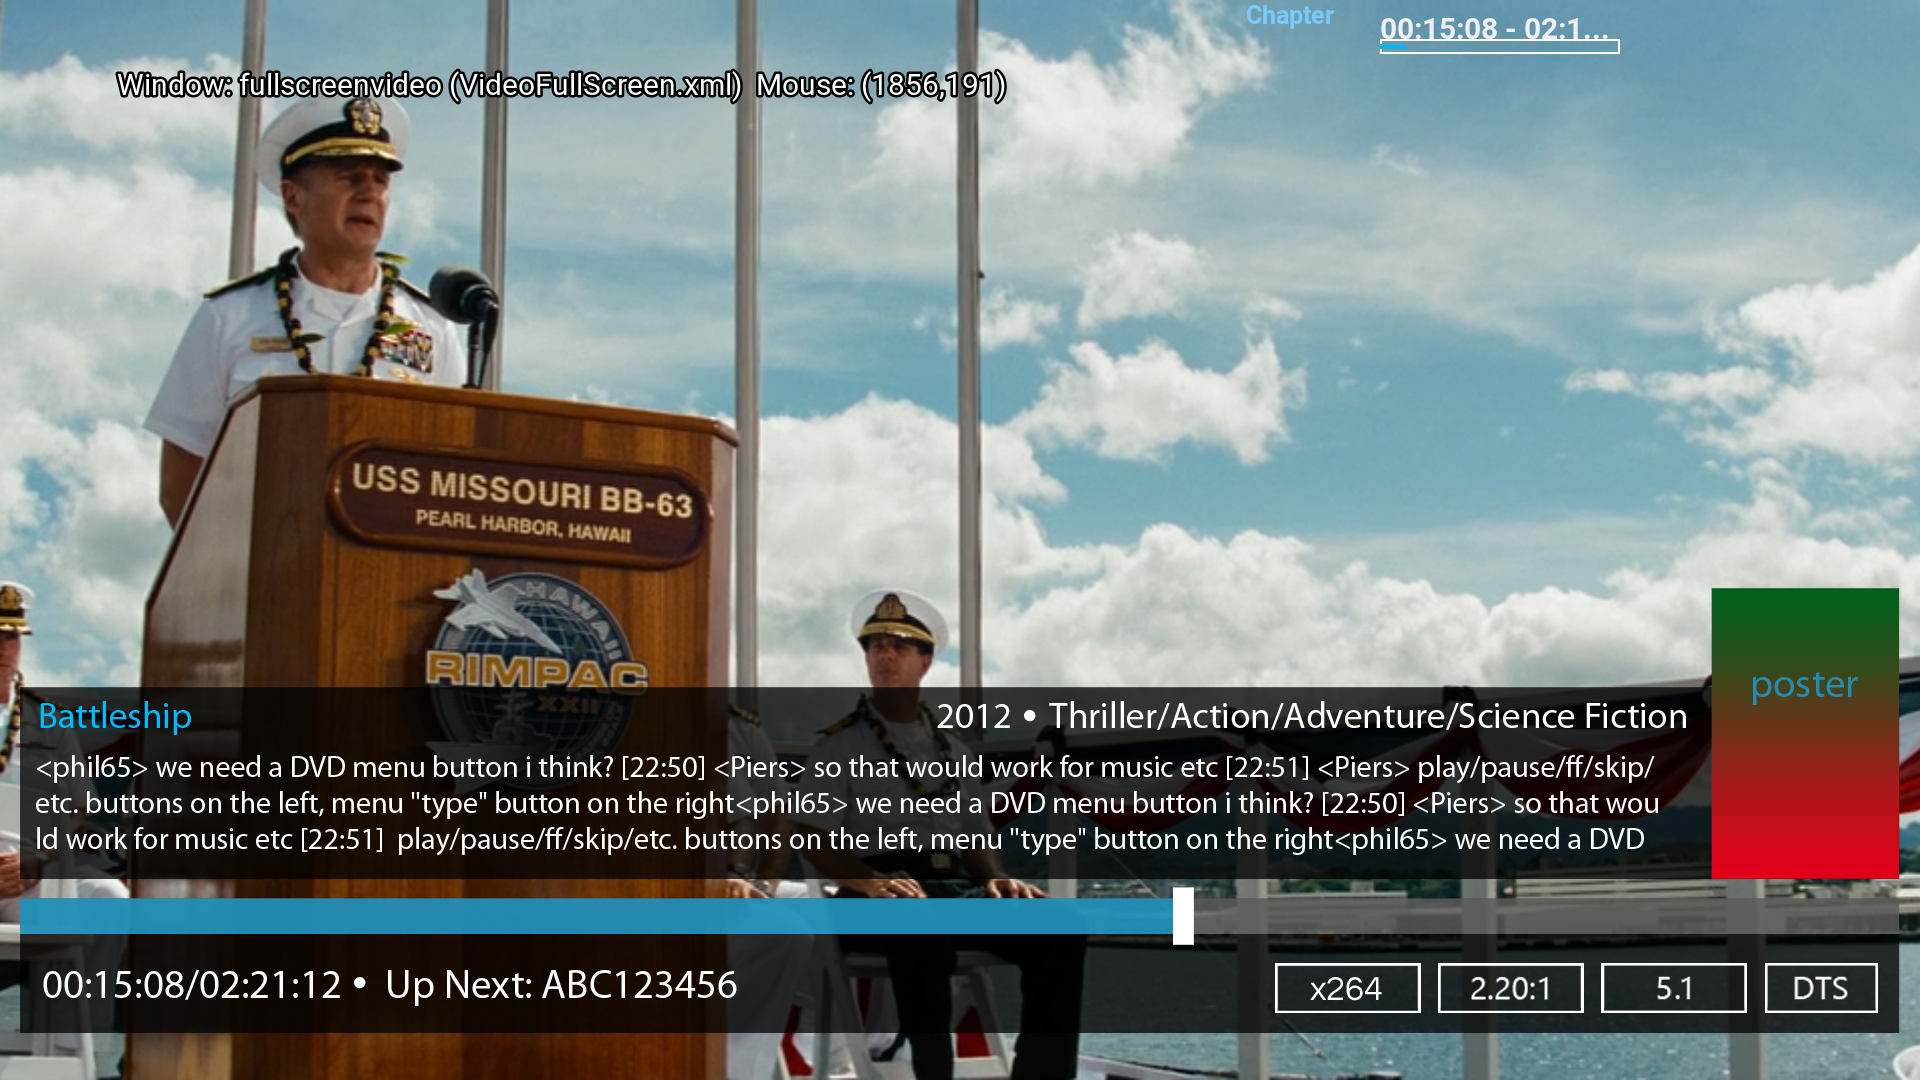 Chapter
00:15:08 - 02:1...
Window: fullscreenvideo (VideoFullScreen.xml)  Mouse: (1856,191)
USS MISSOURI BB-63
PEARL HARBOR, HAWAII
HAWAII
RIMPAC
XXII
poster
Battleship
2012 • Thriller/Action/Adventure/Science Fiction
<phil65> we need a DVD menu button i think? [22:50] <Piers> so that would work for music etc [22:51] <Piers> play/pause/ff/skip/
etc. buttons on the left, menu "type" button on the right<phil65> we need a DVD menu button i think? [22:50] <Piers> so that wou
ld work for music etc [22:51]  play/pause/ff/skip/etc. buttons on the left, menu "type" button on the right<phil65> we need a DVD
00:15:08/02:21:12 •  Up Next: ABC123456
x264
2.20:1
5.1
DTS